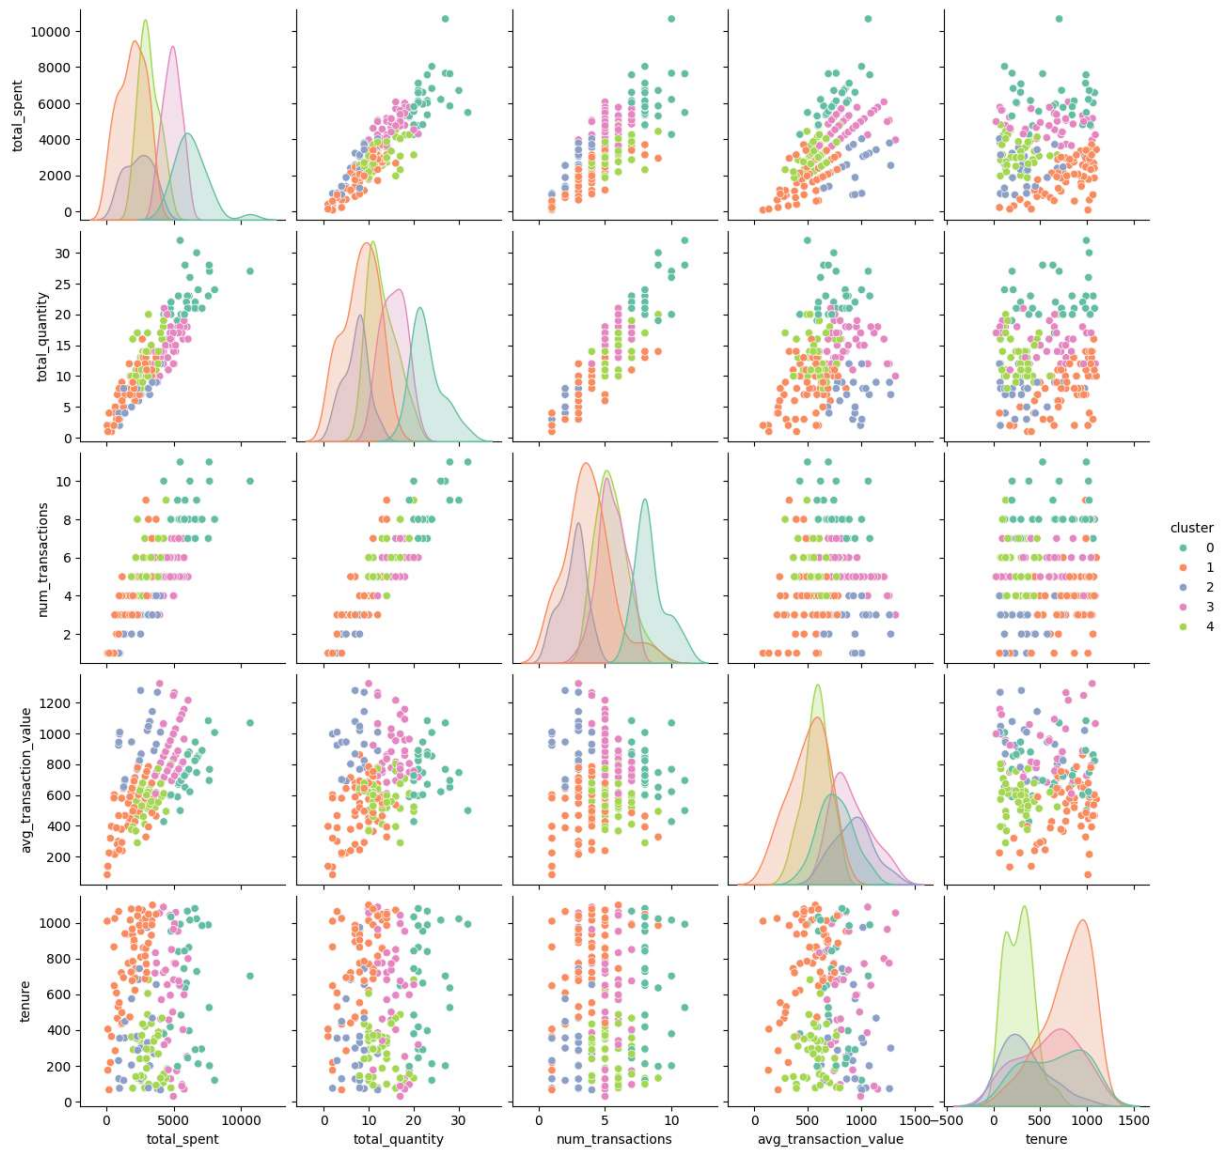 total_spent
10000
8000
6000
4000
2000
0
total_quantity
30
25
20
15
10
5
0
num_transactions
10
8
6
4
2
cluster
0
1
2
3
4
avg_transaction_value
1200
1000
800
600
400
200
tenure
1000
800
600
400
200
0
0 5000 10000
0 10 20 30
0 5 10
0 500 1000 1500
−500 0 500 1000 1500
total_spent total_quantity num_transactions avg_transaction_value tenure